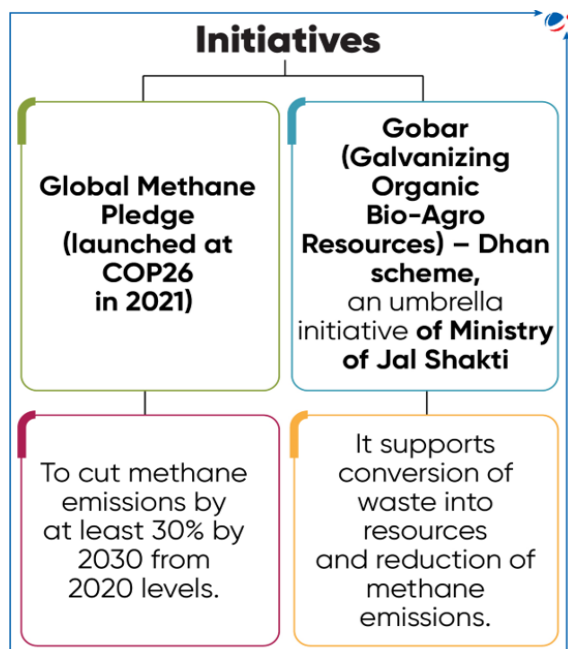 Initiatives
Global Methane
Pledge
(launched at
COP26
in 2021)
Gobar
(Galvanizing
Organic
Bio-Agro
Resources) – Dhan
scheme,
an umbrella
initiative of Ministry
of Jal Shakti
To cut methane
emissions by
at least 30% by
2030 from
2020 levels.
It supports
conversion of
waste into
resources
and reduction of
methane
emissions.